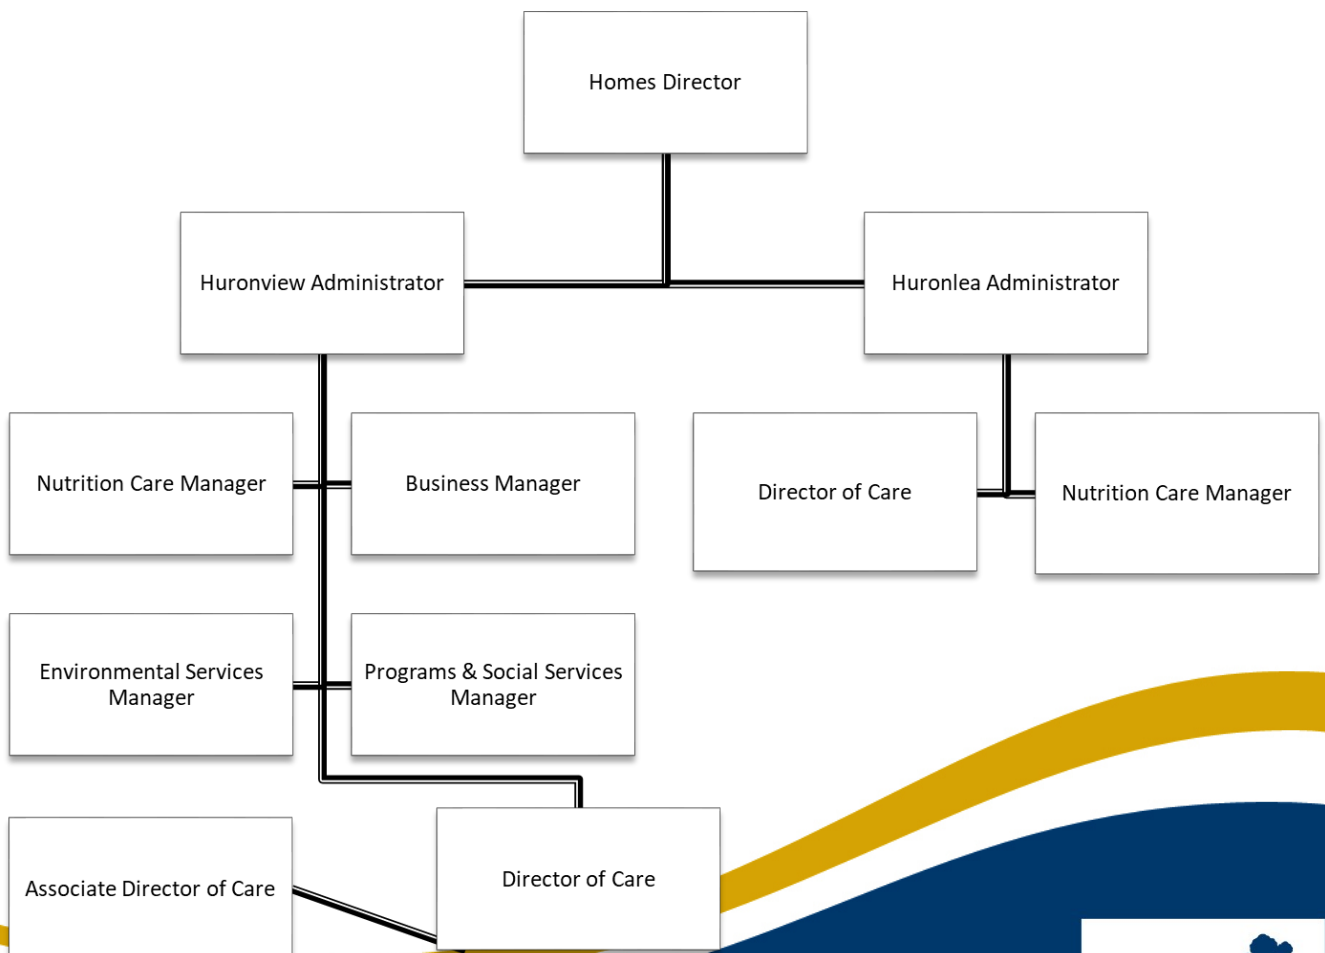 Homes Director
Huronview Administrator
Huronlea Administrator
Nutrition Care Manager
Business Manager
Director of Care
Nutrition Care Manager
Environmental Services
Manager
Programs & Social Services
Manager
Associate Director of Care
Director of Care